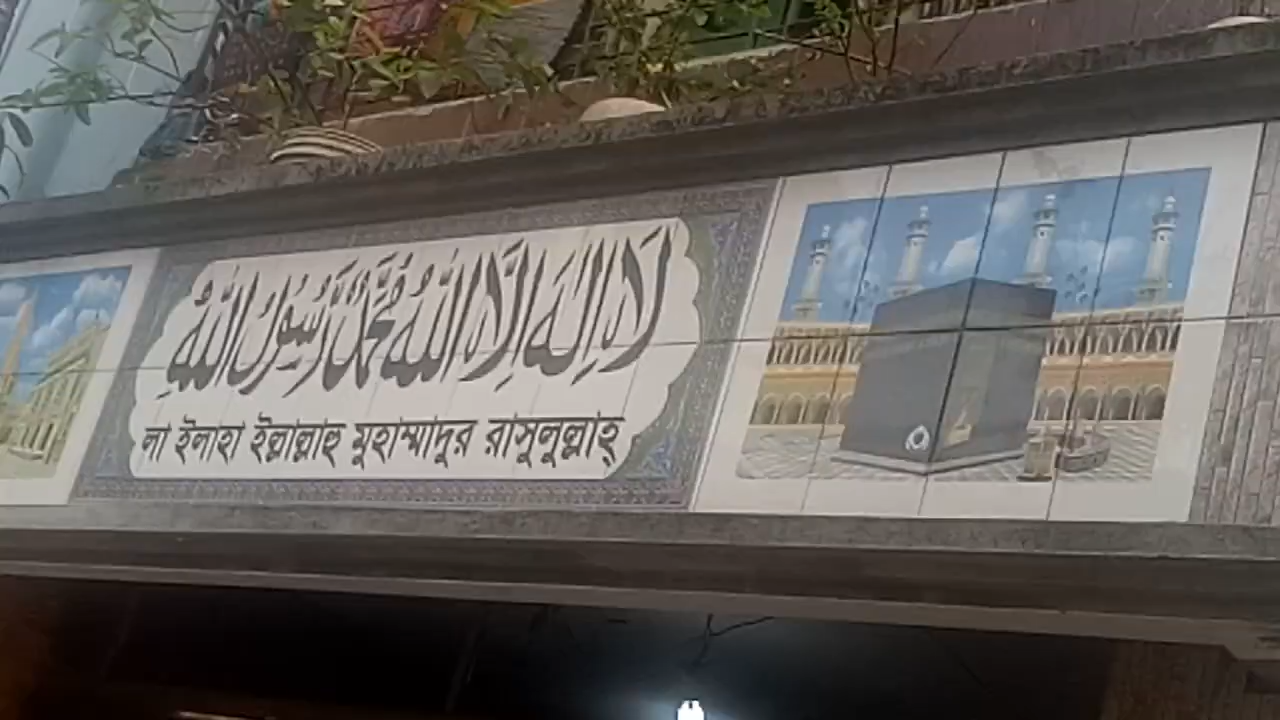 لا إله إلا الله محمد رسول الله
লা ইলাহা ইল্লাল্লাহু মুহাম্মাদুর রাসুলুল্লাহ্